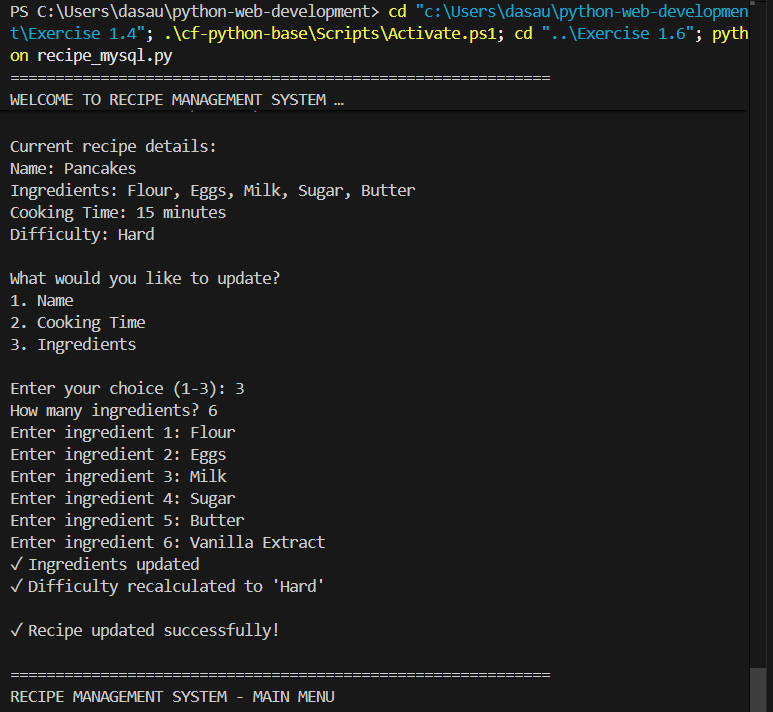 PS C:\Users\dasau\python-web-development> cd "c:\Users\dasau\python-web-developmen
t\Exercise 1.4"; .\cf-python-base\Scripts\Activate.ps1; cd "..\Exercise 1.6"; pyth
on recipe_mysql.py
============================================================
WELCOME TO RECIPE MANAGEMENT SYSTEM …
Current recipe details:
Name: Pancakes
Ingredients: Flour, Eggs, Milk, Sugar, Butter
Cooking Time: 15 minutes
Difficulty: Hard
What would you like to update?
1. Name
2. Cooking Time
3. Ingredients
Enter your choice (1-3): 3
How many ingredients? 6
Enter ingredient 1: Flour
Enter ingredient 2: Eggs
Enter ingredient 3: Milk
Enter ingredient 4: Sugar
Enter ingredient 5: Butter
Enter ingredient 6: Vanilla Extract
✓ Ingredients updated
✓ Difficulty recalculated to 'Hard'
✓ Recipe updated successfully!
============================================================
RECIPE MANAGEMENT SYSTEM - MAIN MENU